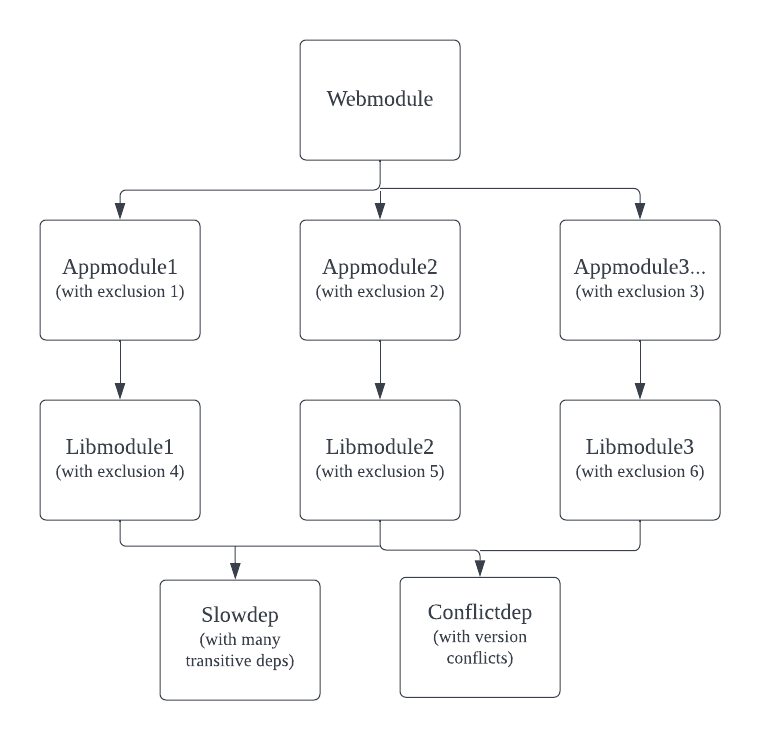 Webmodule
Appmodule1
(with exclusion 1)
Appmodule2
(with exclusion 2)
Appmodule3...
(with exclusion 3)
Libmodule1
(with exclusion 4)
Libmodule2
(with exclusion 5)
Libmodule3
(with exclusion 6)
Slowdep
(with many
transitive deps)
Conflictdep
(with version
conflicts)